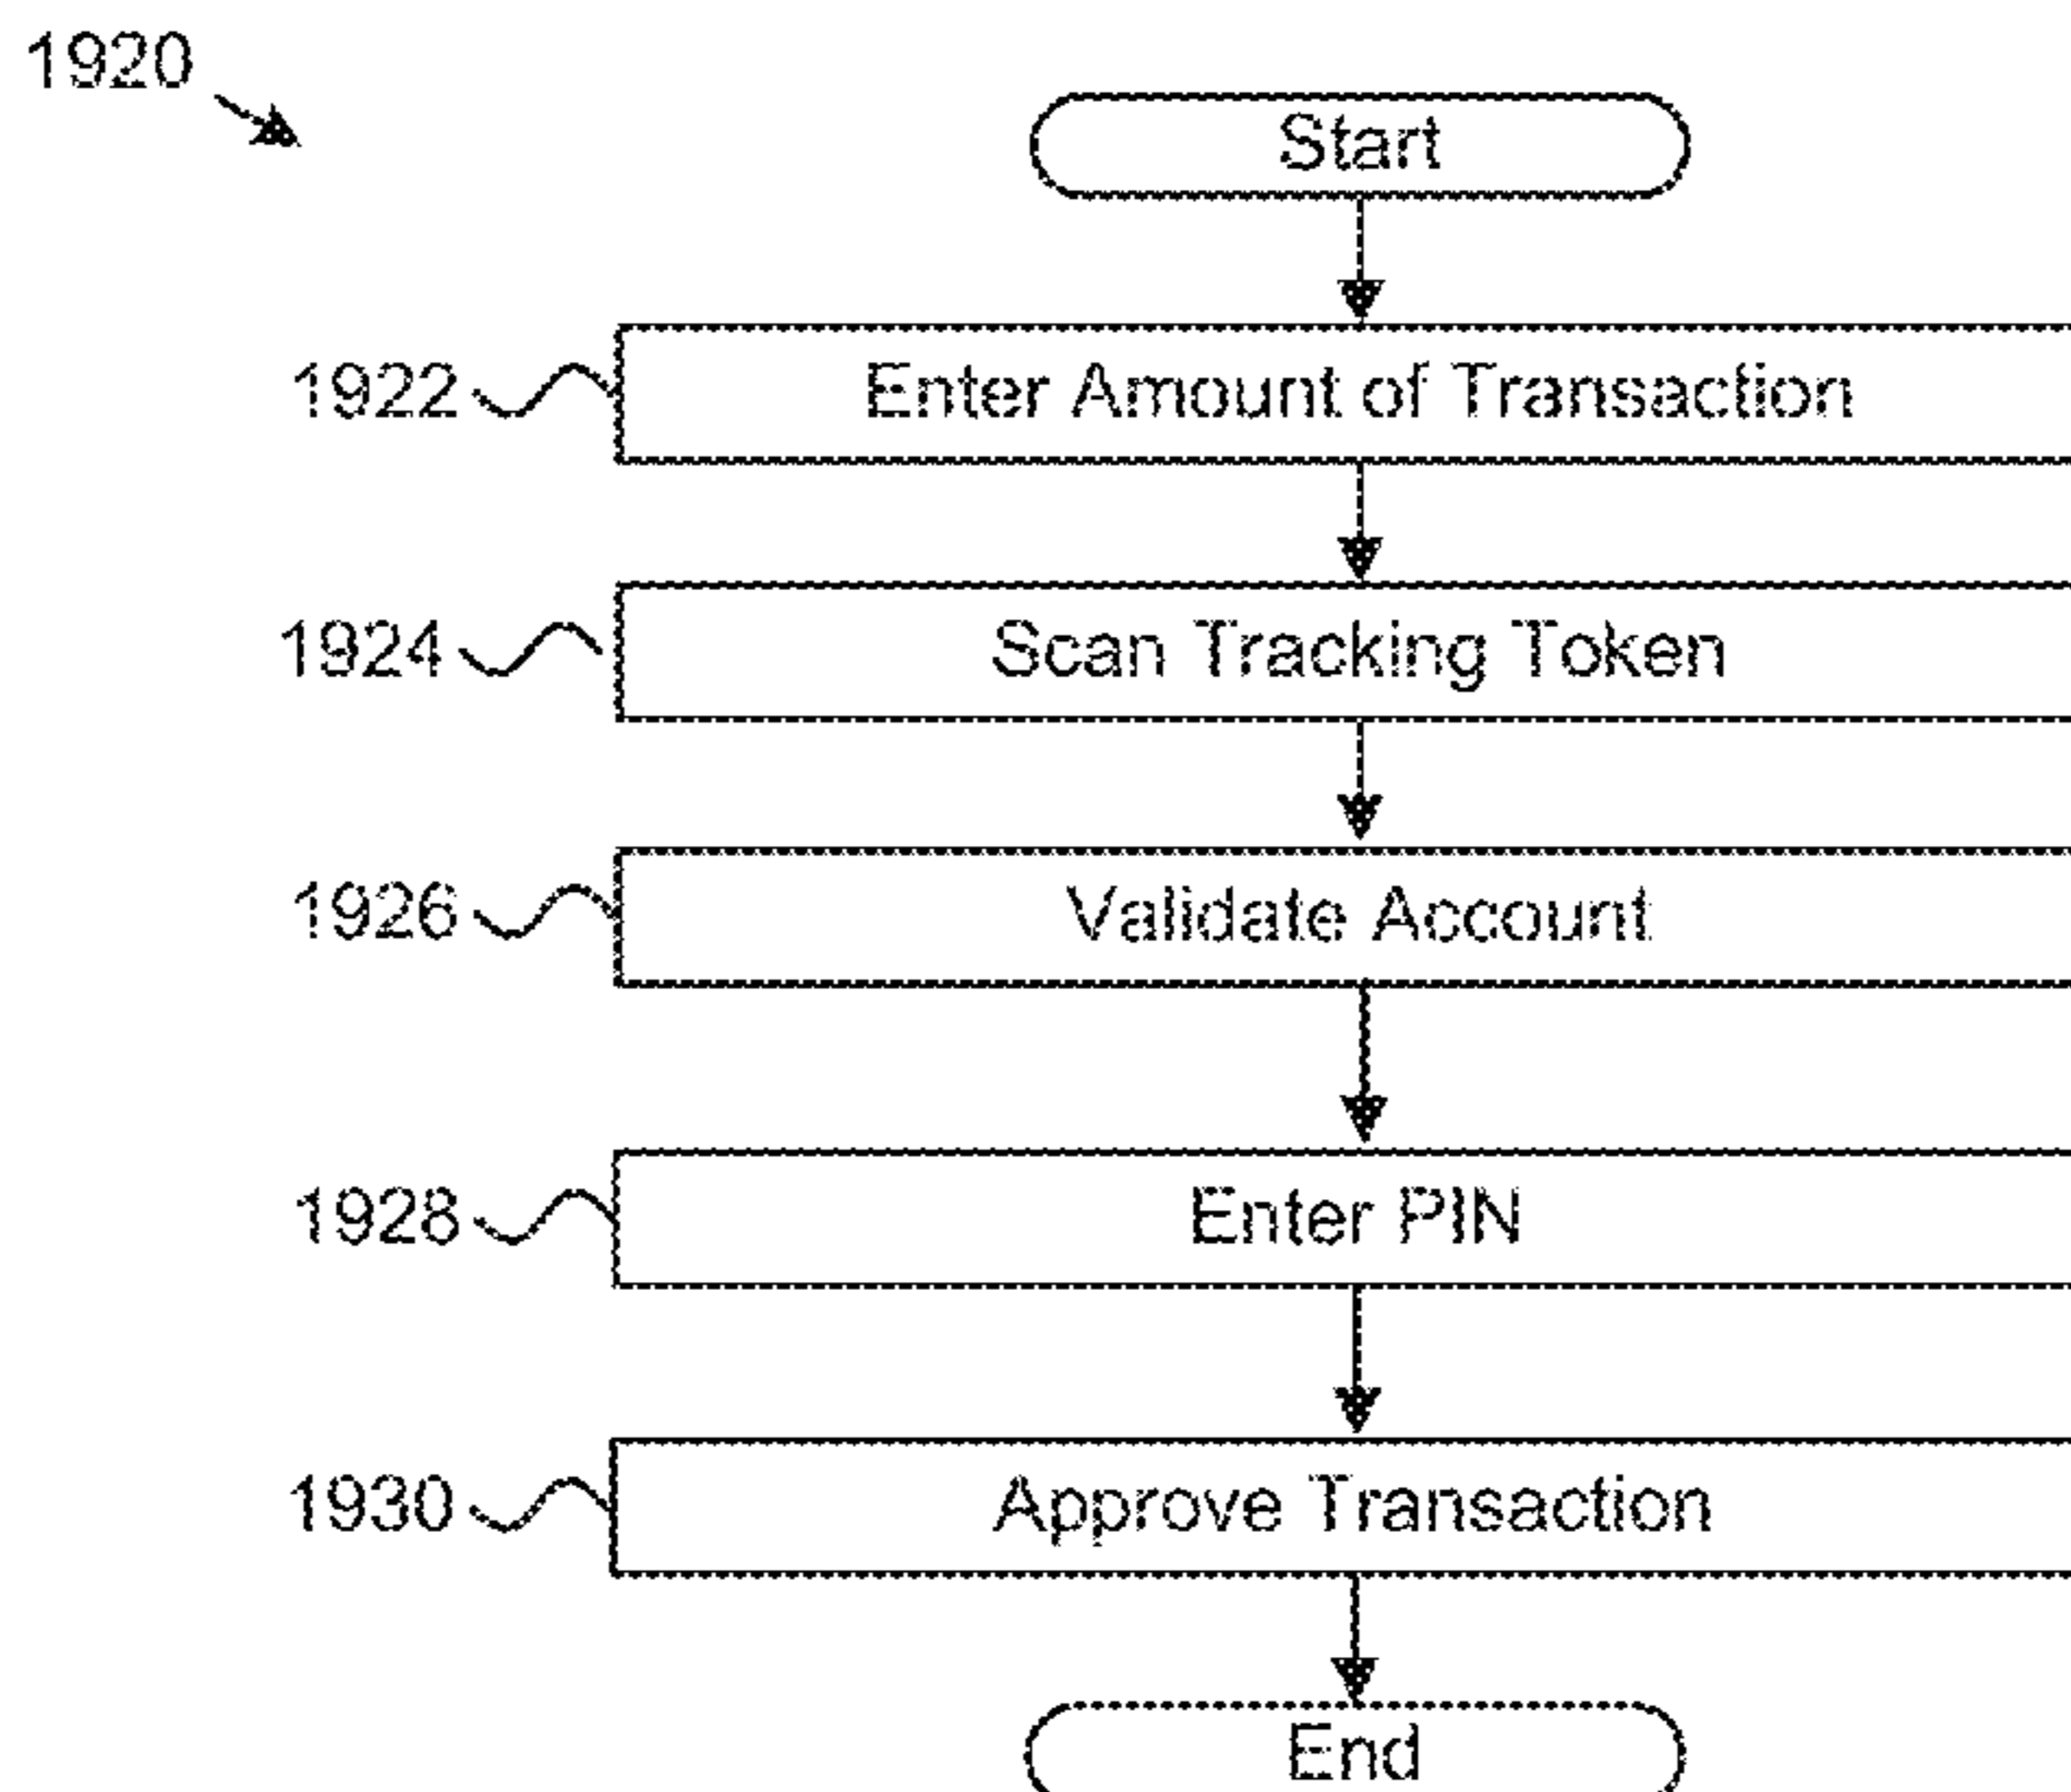 1920
Start
1922 Enter Amount of Transaction
1924 Scan Tracking Token
1926 Validate Account
1928 Enter PIN
1930 Approve Transaction
End